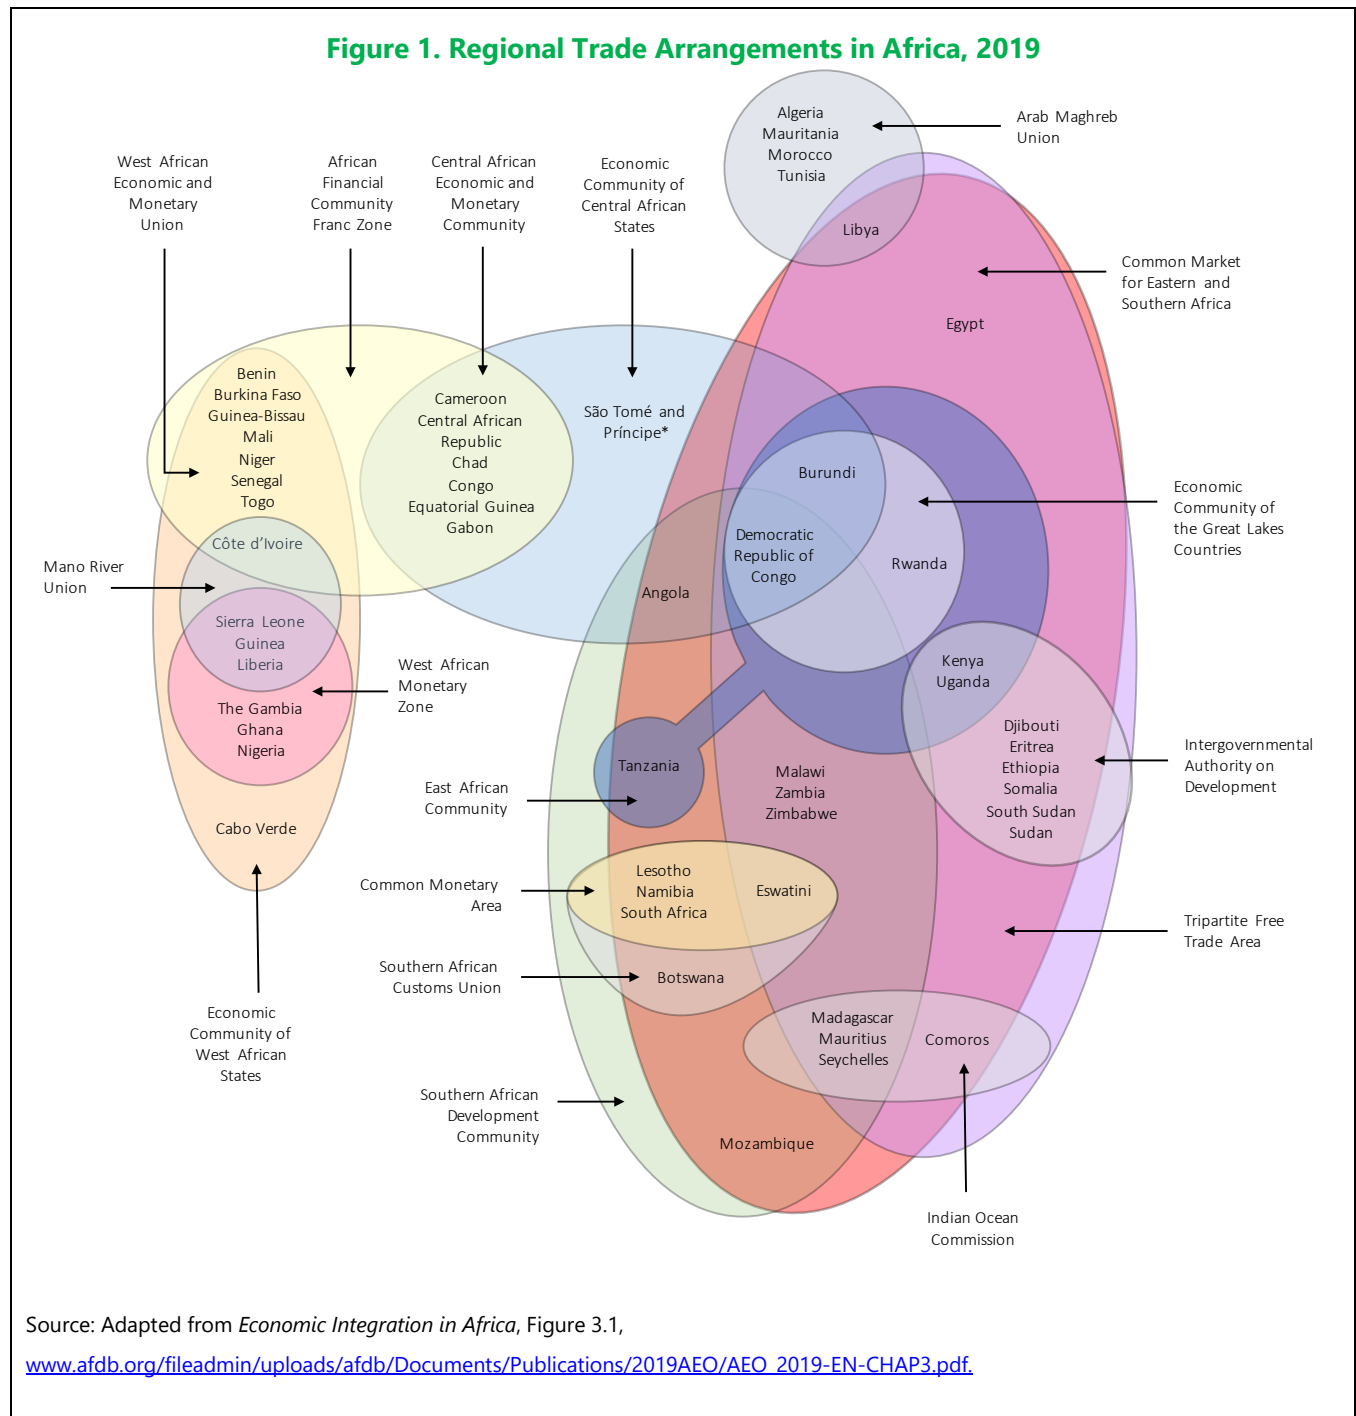 Figure 1. Regional Trade Arrangements in Africa, 2019
Algeria
Mauritania
Morocco
Tunisia
Arab Maghreb
Union
West African
Economic and
Monetary
Union
African
Financial
Community
Franc Zone
Central African
Economic and
Monetary
Community
Economic
Community of
Central African
States
Libya
Common Market
for Eastern and
Southern Africa
Egypt
Benin
Burkina Faso
Guinea-Bissau
Mali
Niger
Senegal
Togo
Cameroon
Central African
Republic
Chad
Congo
Equatorial Guinea
Gabon
São Tomé and
Príncipe*
Burundi
Economic
Community of
the Great Lakes
Countries
Côte d’Ivoire
Democratic
Republic of
Congo
Rwanda
Mano River
Union
Angola
Sierra Leone
Guinea
Liberia
West African
Monetary
Zone
Kenya
Uganda
The Gambia
Ghana
Nigeria
Djibouti
Eritrea
Ethiopia
Somalia
South Sudan
Sudan
Intergovernmental
Authority on
Development
Tanzania
Malawi
Zambia
Zimbabwe
East African
Community
Cabo Verde
Common Monetary
Area
Lesotho
Namibia
South Africa
Eswatini
Tripartite Free
Trade Area
Southern African
Customs Union
Botswana
Economic
Community of
West African
States
Madagascar
Mauritius
Seychelles
Comoros
Southern African
Development
Community
Mozambique
Indian Ocean
Commission
Source: Adapted from Economic Integration in Africa, Figure 3.1,
www.afdb.org/fileadmin/uploads/afdb/Documents/Publications/2019AEO/AEO_2019-EN-CHAP3.pdf.